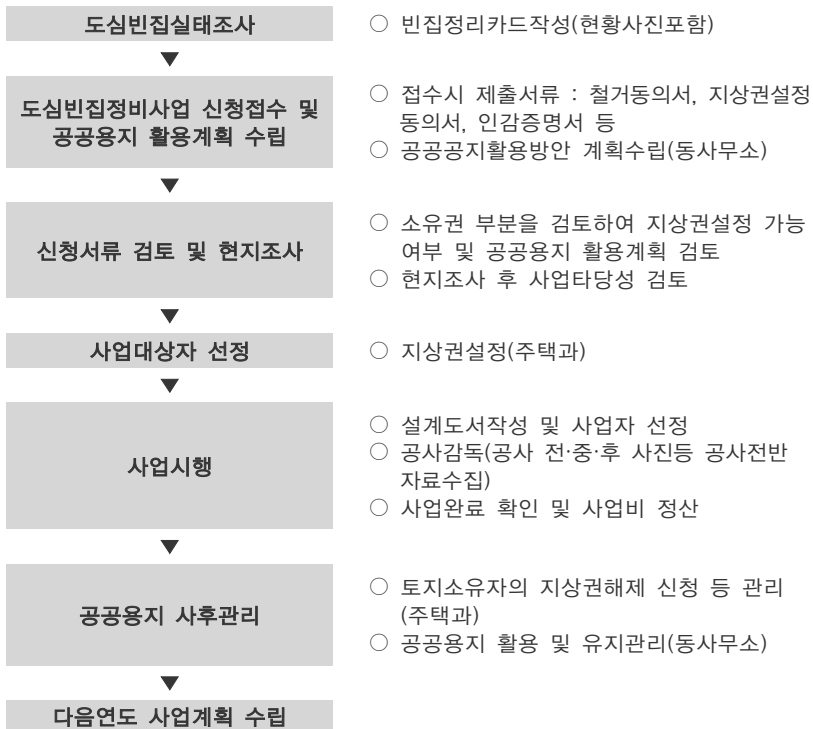 도심빈집실태조사
○ 빈집정리카드작성(현황사진포함)
▼
도심빈집정비사업 신청접수 및
공공용지 활용계획 수립
○ 접수시 제출서류 : 철거동의서, 지상권설정
동의서, 인감증명서 등
○ 공공공지활용방안 계획수립(동사무소)
▼
신청서류 검토 및 현지조사
○ 소유권 부분을 검토하여 지상권설정 가능
여부 및 공공용지 활용계획 검토
○ 현지조사 후 사업타당성 검토
▼
사업대상자 선정
○ 지상권설정(주택과)
▼
사업시행
○ 설계도서작성 및 사업자 선정
○ 공사감독(공사 전·중·후 사진등 공사전반
자료수집)
○ 사업완료 확인 및 사업비 정산
▼
공공용지 사후관리
○ 토지소유자의 지상권해제 신청 등 관리
(주택과)
○ 공공용지 활용 및 유지관리(동사무소)
▼
다음연도 사업계획 수립